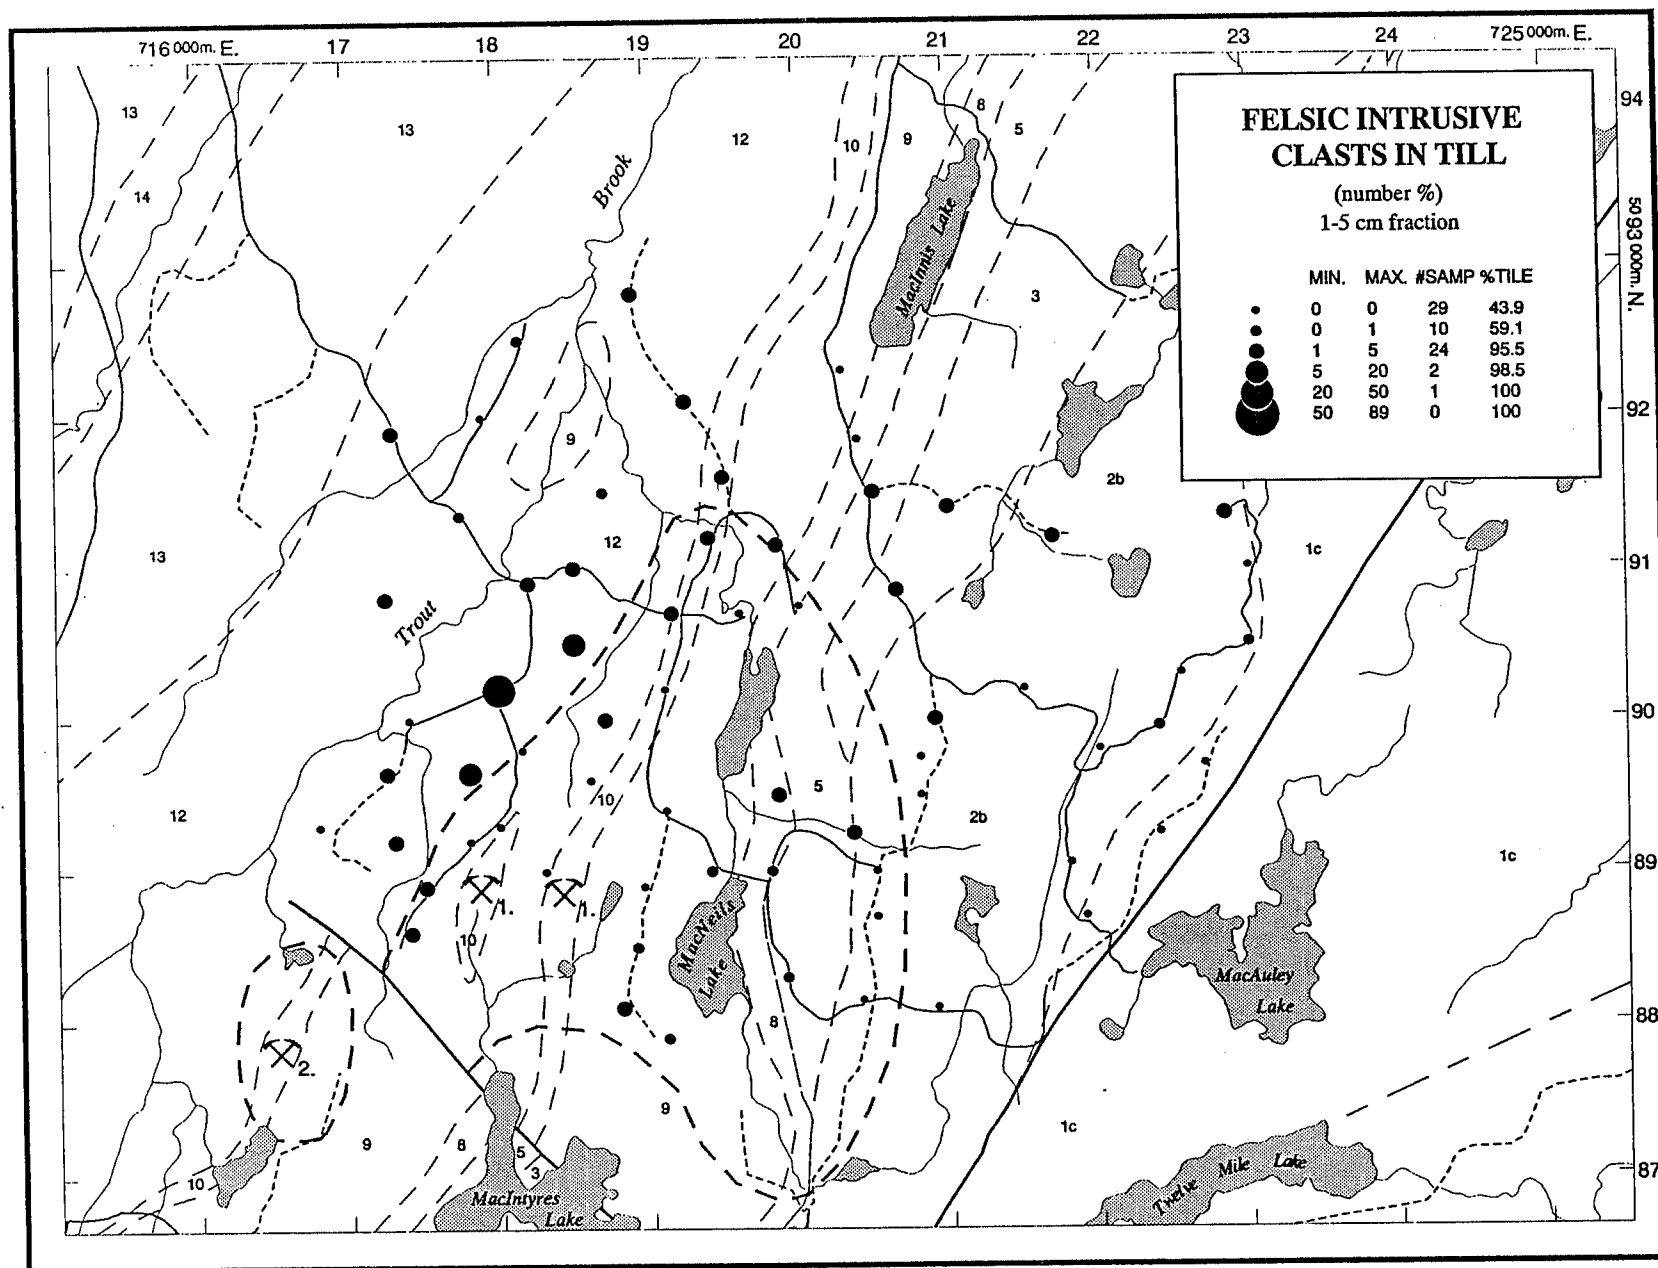 716 000m. E. 17 18 19 20 21 22 23 24 725 000m. E.
FELSIC INTRUSIVE
CLASTS IN TILL
(number %)
1-5 cm fraction
MIN. MAX. #SAMP %TILE
0 0 29 43.9
0 1 10 59.1
1 5 24 95.5
5 20 2 98.5
20 50 1 100
50 89 0 100
94
50 93 000m. N.
92
91
90
89
88
87
13
13
12
10
9
8
5
14
Brook
MacInnis Lake
3
9
2b
13
12
1c
Trout
12
10
5
2b
1c
1.
1.
10
MacNeils
Lake
MacAuley
Lake
8
2.
9
9
8
5
3
10
1c
MacIntyres
Lake
Twelve Mile Lake